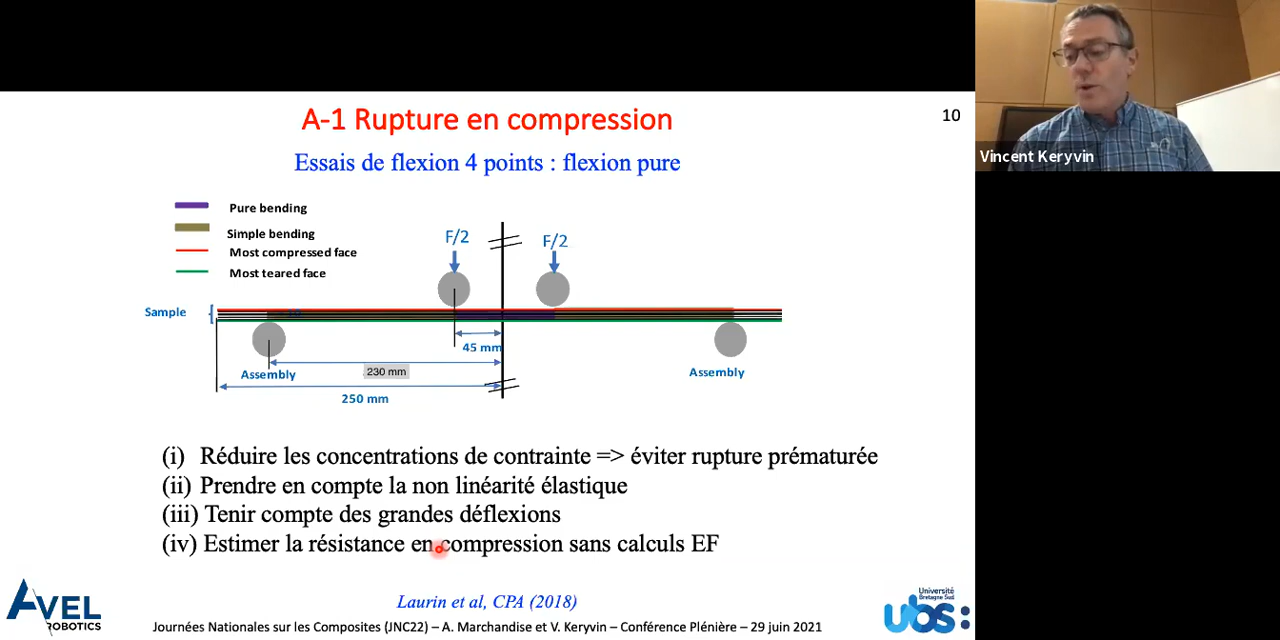 A-1 Rupture en compression
10
Essais de flexion 4 points : flexion pure
Vincent Keryvin
Pure bending
Simple bending
Most compressed face
Most teared face
F/2
F/2
Sample
45 mm
230 mm
Assembly
Assembly
250 mm
(i) Réduire les concentrations de contrainte => éviter rupture prématurée
(ii) Prendre en compte la non linéarité élastique
(iii) Tenir compte des grandes déflexions
(iv) Estimer la résistance en compression sans calculs EF
Laurin et al, CPA (2018)
AVEL
ROBOTICS
Journées Nationales sur les Composites (JNC22) – A. Marchandise et V. Keryvin – Conférence Plénière – 29 juin 2021
Université
Bretagne Sud
ubs: